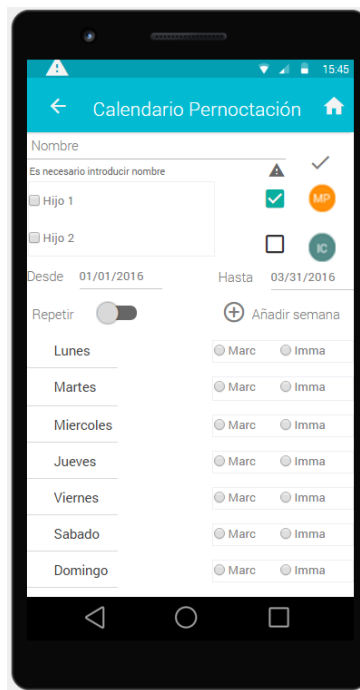 15:45
Calendario Pernoctación
Nombre
Es necesario introducir nombre
Hijo 1
MP
Hijo 2
IC
Desde 01/01/2016 Hasta 03/31/2016
Repetir Añadir semana
Lunes Marc Imma
Martes Marc Imma
Miercoles Marc Imma
Jueves Marc Imma
Viernes Marc Imma
Sabado Marc Imma
Domingo Marc Imma